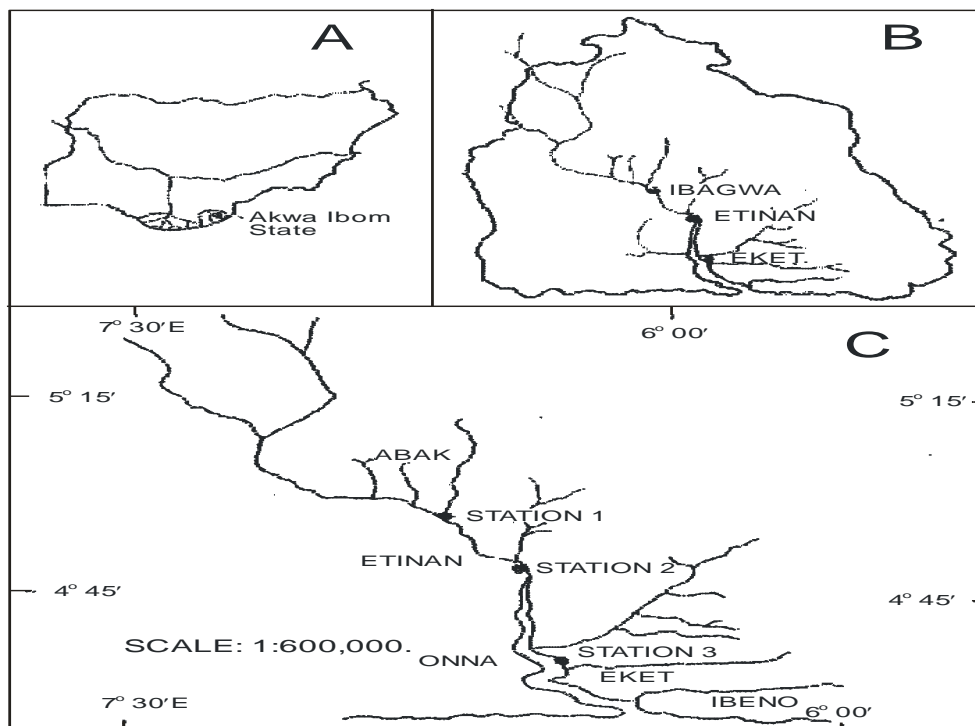 A
Akwa Ibom
State
B
IBAGWA
ETINAN
EKET
C
7° 30′E
6° 00′
5° 15′
5° 15′
ABAK
STATION 1
ETINAN
STATION 2
4° 45′
4° 45′
SCALE: 1:600,000.
STATION 3
ONNA
EKET
IBENO
7° 30′E
6° 00′